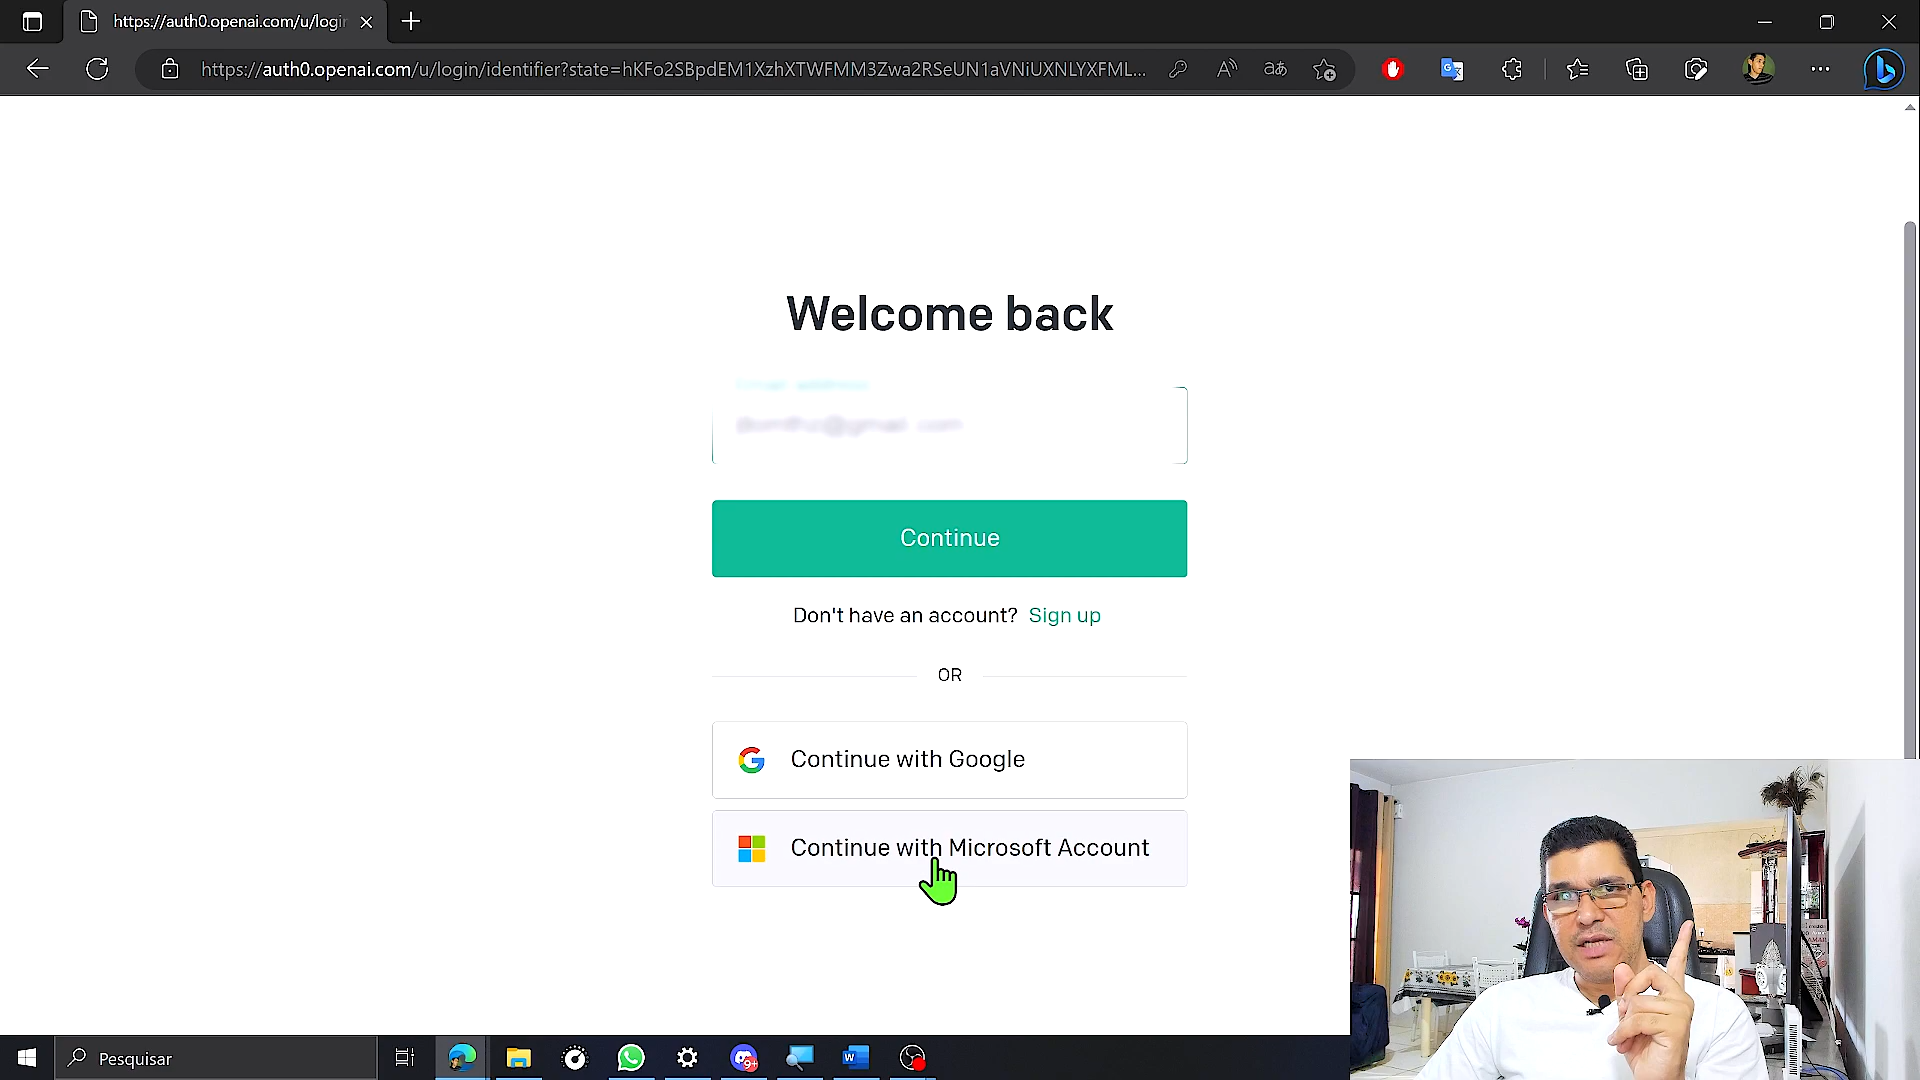 https://auth0.openai.com/u/logi
https://auth0.openai.com/u/login/identifier?state=hKFo2SBpdEM1XzhXTWFMM3Zwa2RSeUN1aVNiUXNLYXFML...
Welcome back
Continue
Don't have an account? Sign up
OR
Continue with Google
Continue with Microsoft Account
Pesquisar
9+